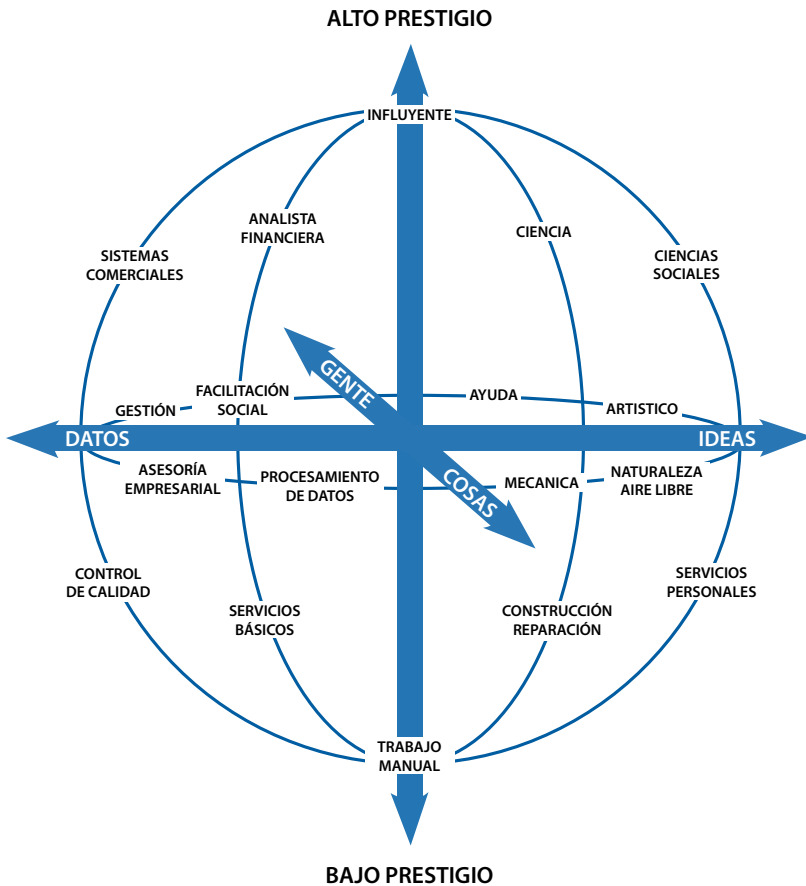 ALTO PRESTIGIO
INFLUYENTE
ANALISTA
FINANCIERA
CIENCIA
SISTEMAS
COMERCIALES
CIENCIAS
SOCIALES
GENTE
FACILITACIÓN
SOCIAL
GESTIÓN
AYUDA
ARTISTICO
DATOS
IDEAS
ASESORÍA
EMPRESARIAL
PROCESAMIENTO
DE DATOS
COSAS
MECANICA
NATURALEZA
AIRE LIBRE
CONTROL
DE CALIDAD
SERVICIOS
PERSONALES
SERVICIOS
BÁSICOS
CONSTRUCCIÓN
REPARACIÓN
TRABAJO
MANUAL
BAJO PRESTIGIO